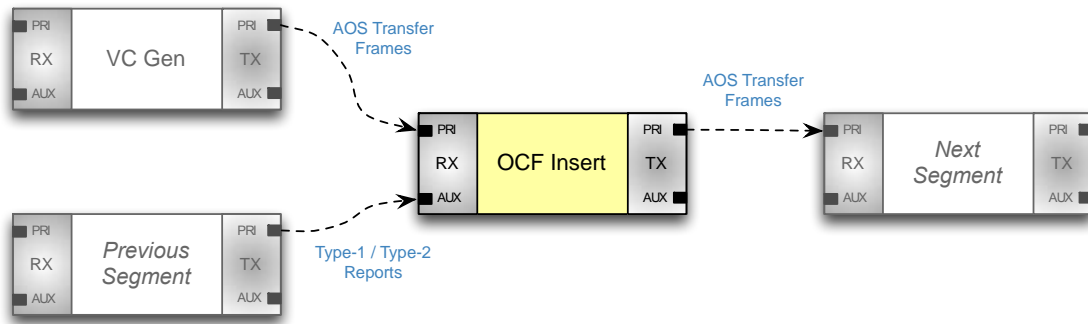 PRI
RX
AUX
VC Gen
PRI
TX
AUX
AOS Transfer
Frames
PRI
RX
AUX
OCF Insert
PRI
TX
AUX
AOS Transfer
Frames
PRI
RX
AUX
Next
Segment
PRI
TX
AUX
PRI
RX
AUX
Previous
Segment
PRI
TX
AUX
Type-1 / Type-2
Reports